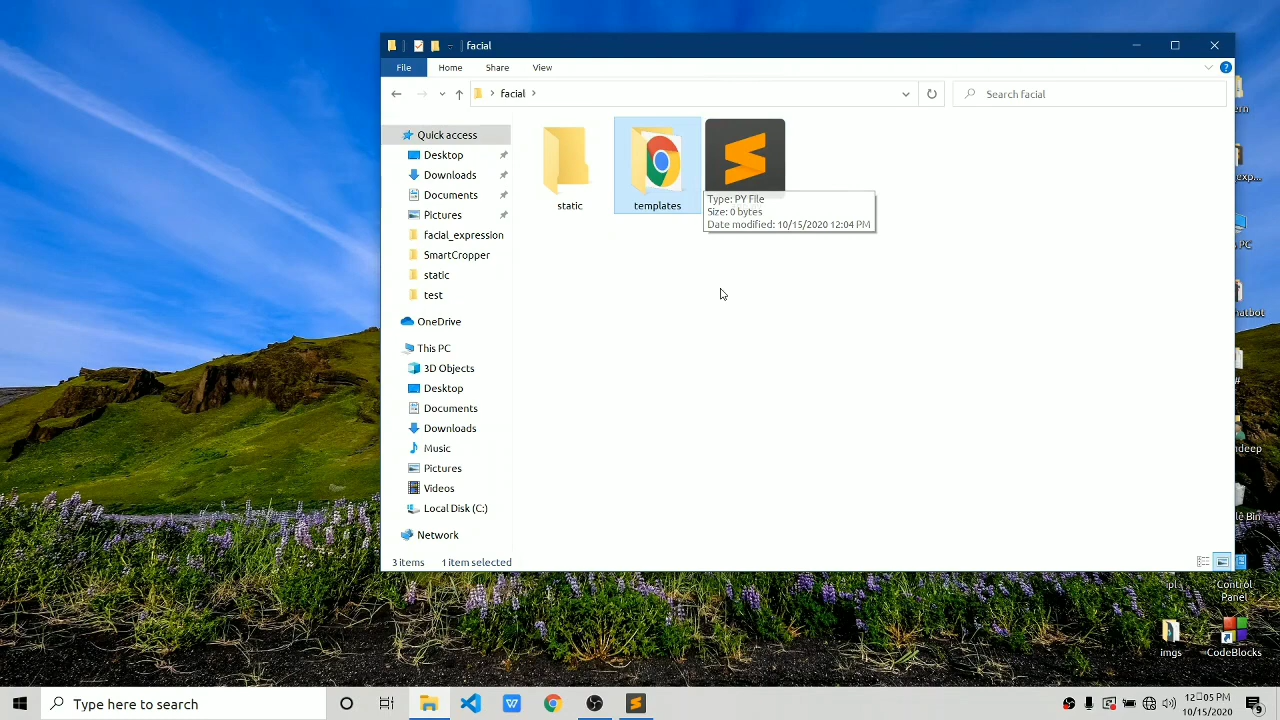 facial
File Home Share View
facial
Search facial
Quick access
Desktop
Downloads
Documents
Pictures
facial_expression
SmartCropper
static
test
OneDrive
This PC
3D Objects
Desktop
Documents
Downloads
Music
Pictures
Videos
Local Disk (C:)
Network
static
templates
Type: PY File
Size: 0 bytes
Date modified: 10/15/2020 12:04 PM
3 items 1 item selected
Control
Panel
imgs
CodeBlocks
Type here to search
12:05 PM
10/15/2020
9